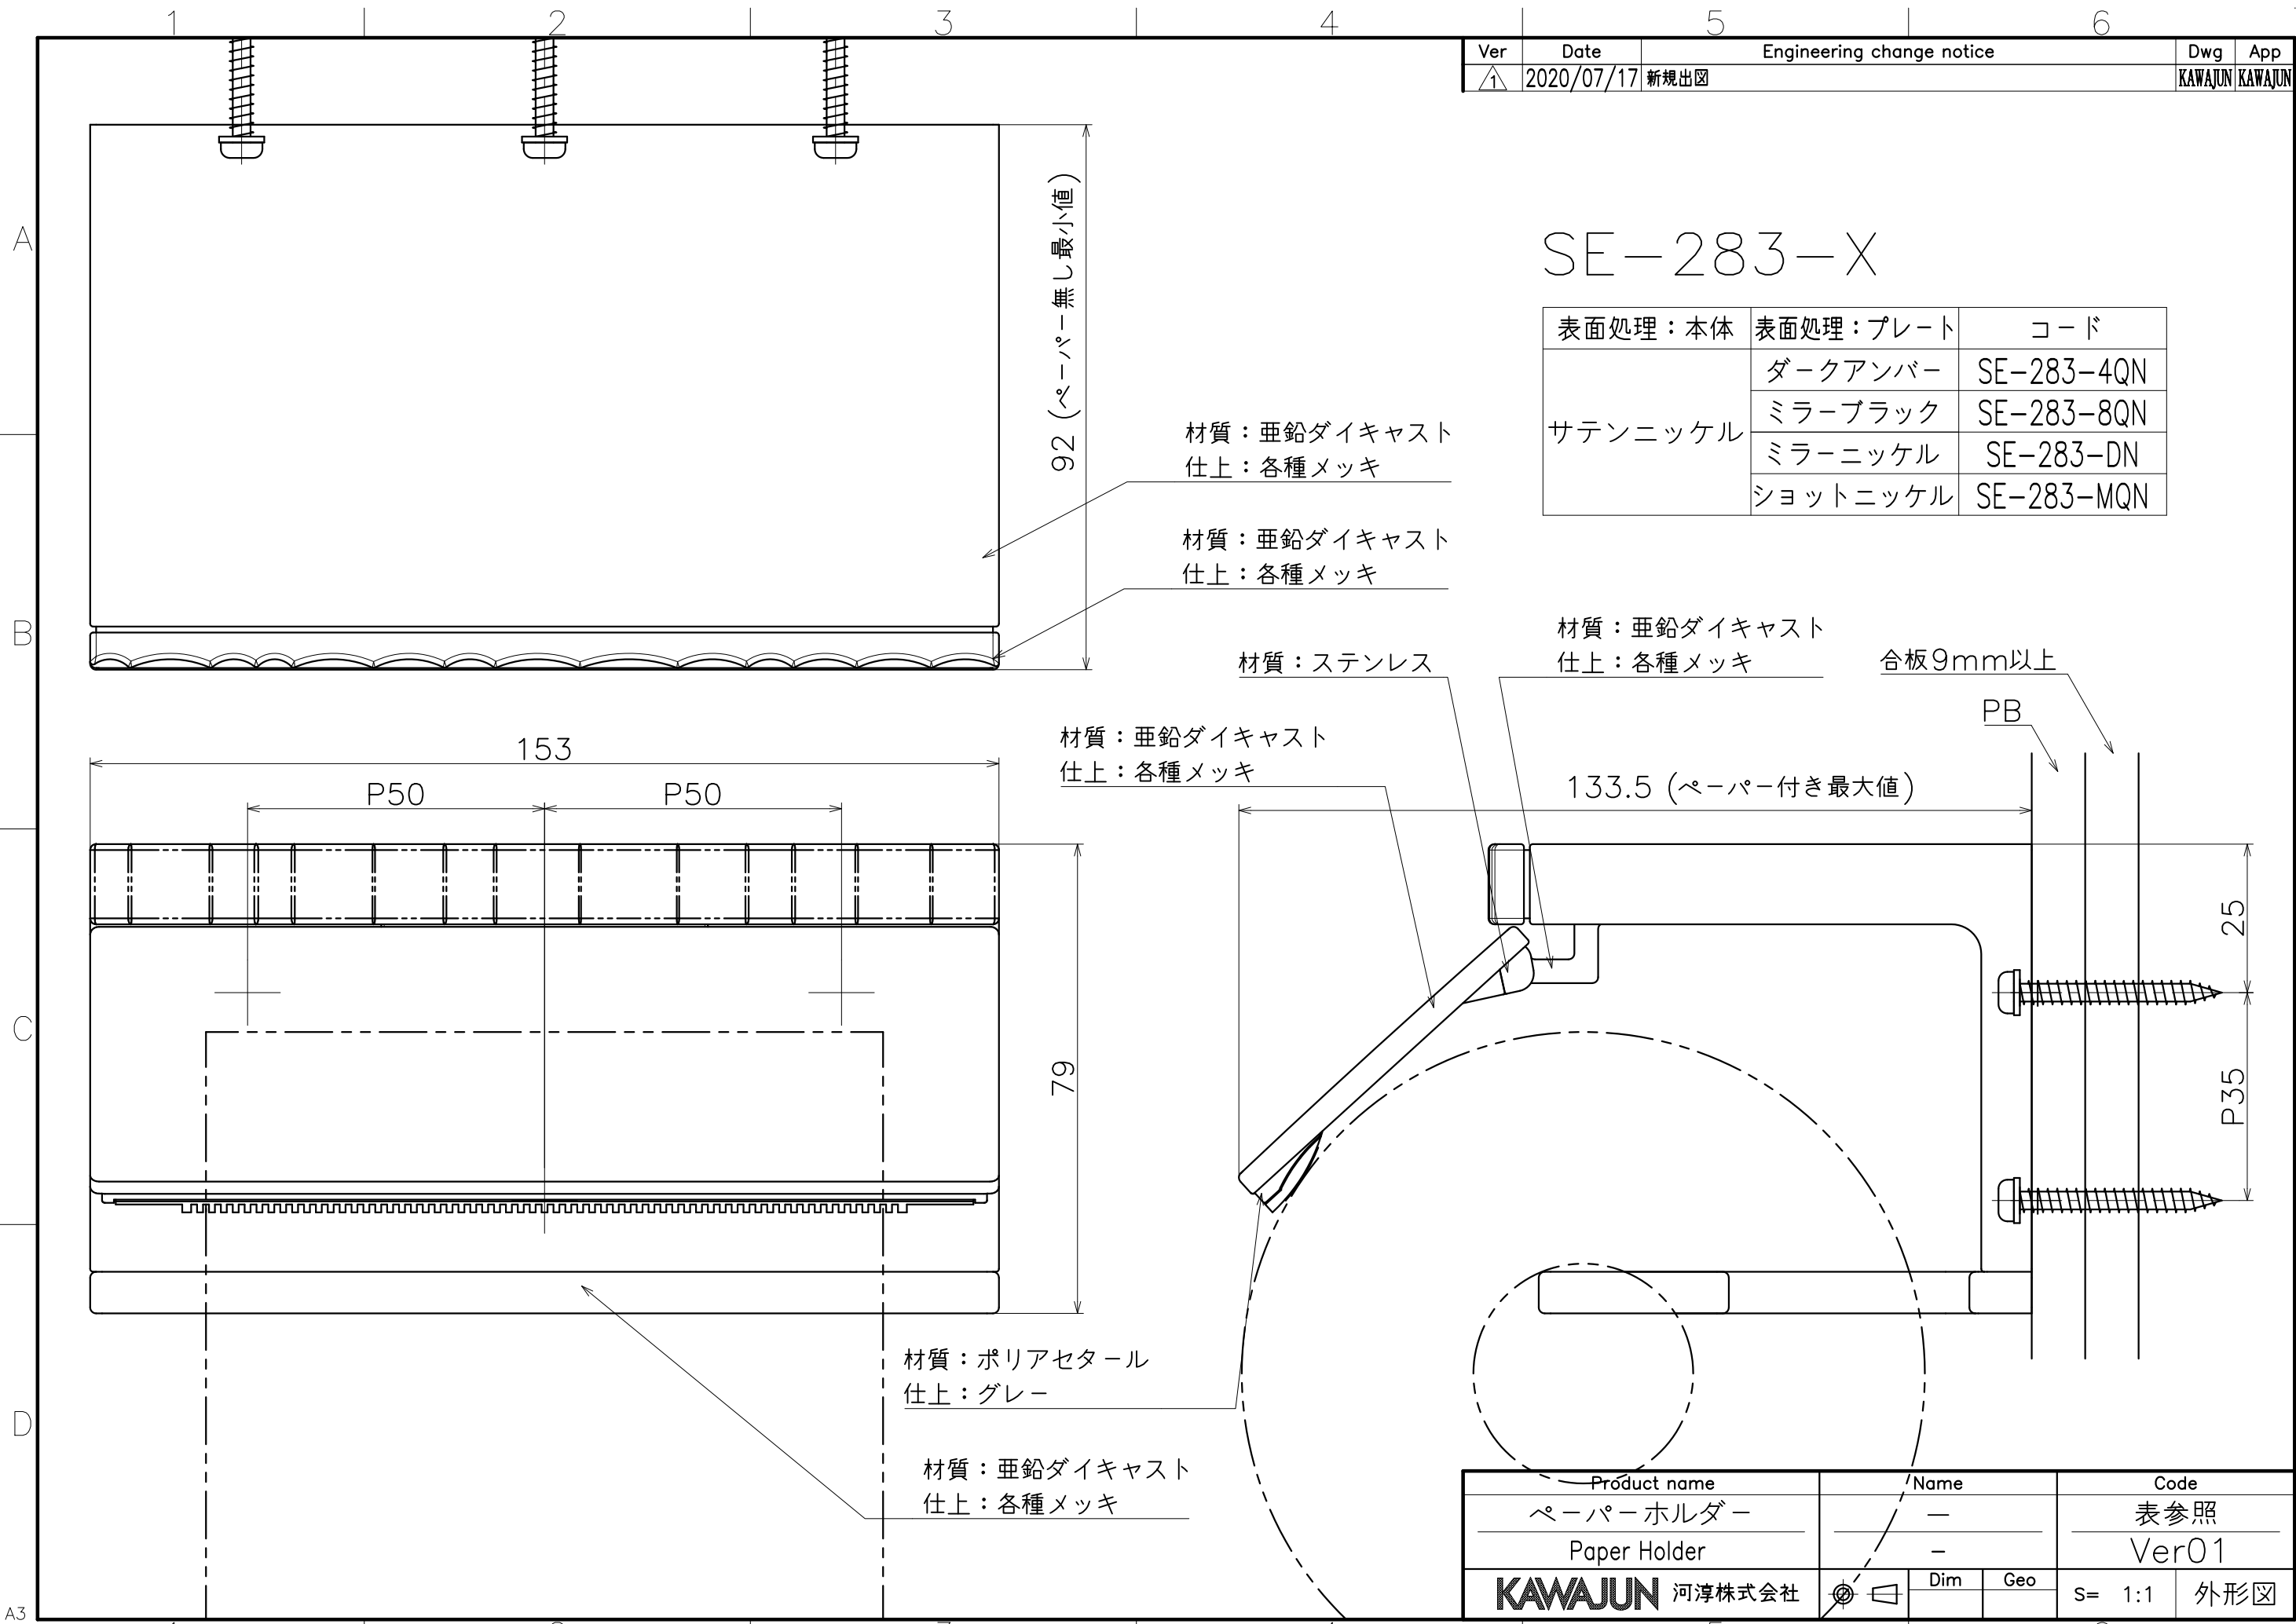 1 2 3 4 5 6
Ver Date Engineering change notice Dwg App
1 2020/07/17 新規出図 KAWAJUN KAWAJUN
A
B
C
D
92 (ペーパー無し最小値)
SE-283-X
表面処理:本体 表面処理:プレート コード
サテンニッケル
ダークアンバー SE-283-4QN
ミラーブラック SE-283-8QN
ミラーニッケル SE-283-DN
ショットニッケル SE-283-MQN
材質:亜鉛ダイキャスト
仕上:各種メッキ
材質:亜鉛ダイキャスト
仕上:各種メッキ
材質:ステンレス
材質:亜鉛ダイキャスト
仕上:各種メッキ
合板9mm以上
PB
材質:亜鉛ダイキャスト
仕上:各種メッキ
153
P50 P50
79
133.5 (ペーパー付き最大値)
25
P35
材質:ポリアセタール
仕上:グレー
材質:亜鉛ダイキャスト
仕上:各種メッキ
Product name Name Code
ペーパーホルダー — 表参照
Paper Holder - Ver01
KAWAJUN 河淳株式会社 Dim Geo S= 1:1 外形図
A3